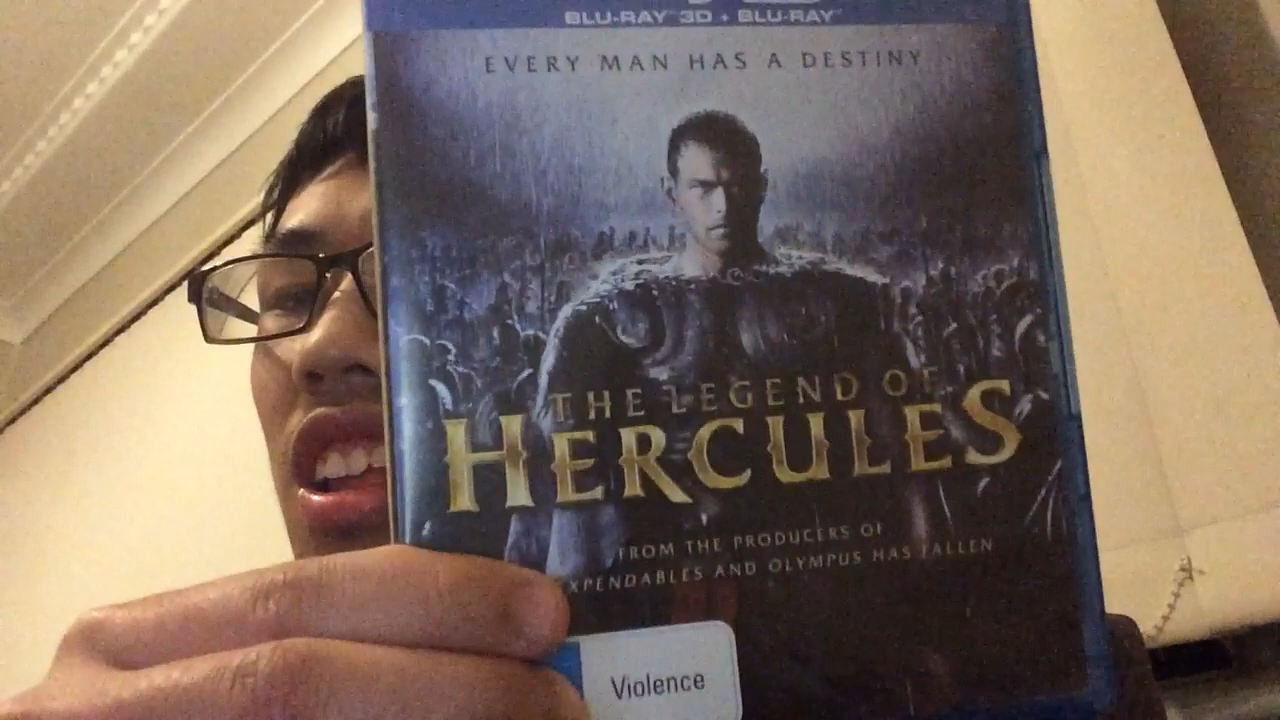 BLU-RAY 3D + BLU-RAY
EVERY MAN HAS A DESTINY
THE LEGEND OF
HERCULES
FROM THE PRODUCERS OF
XPENDABLES AND OLYMPUS HAS FALLEN
Violence